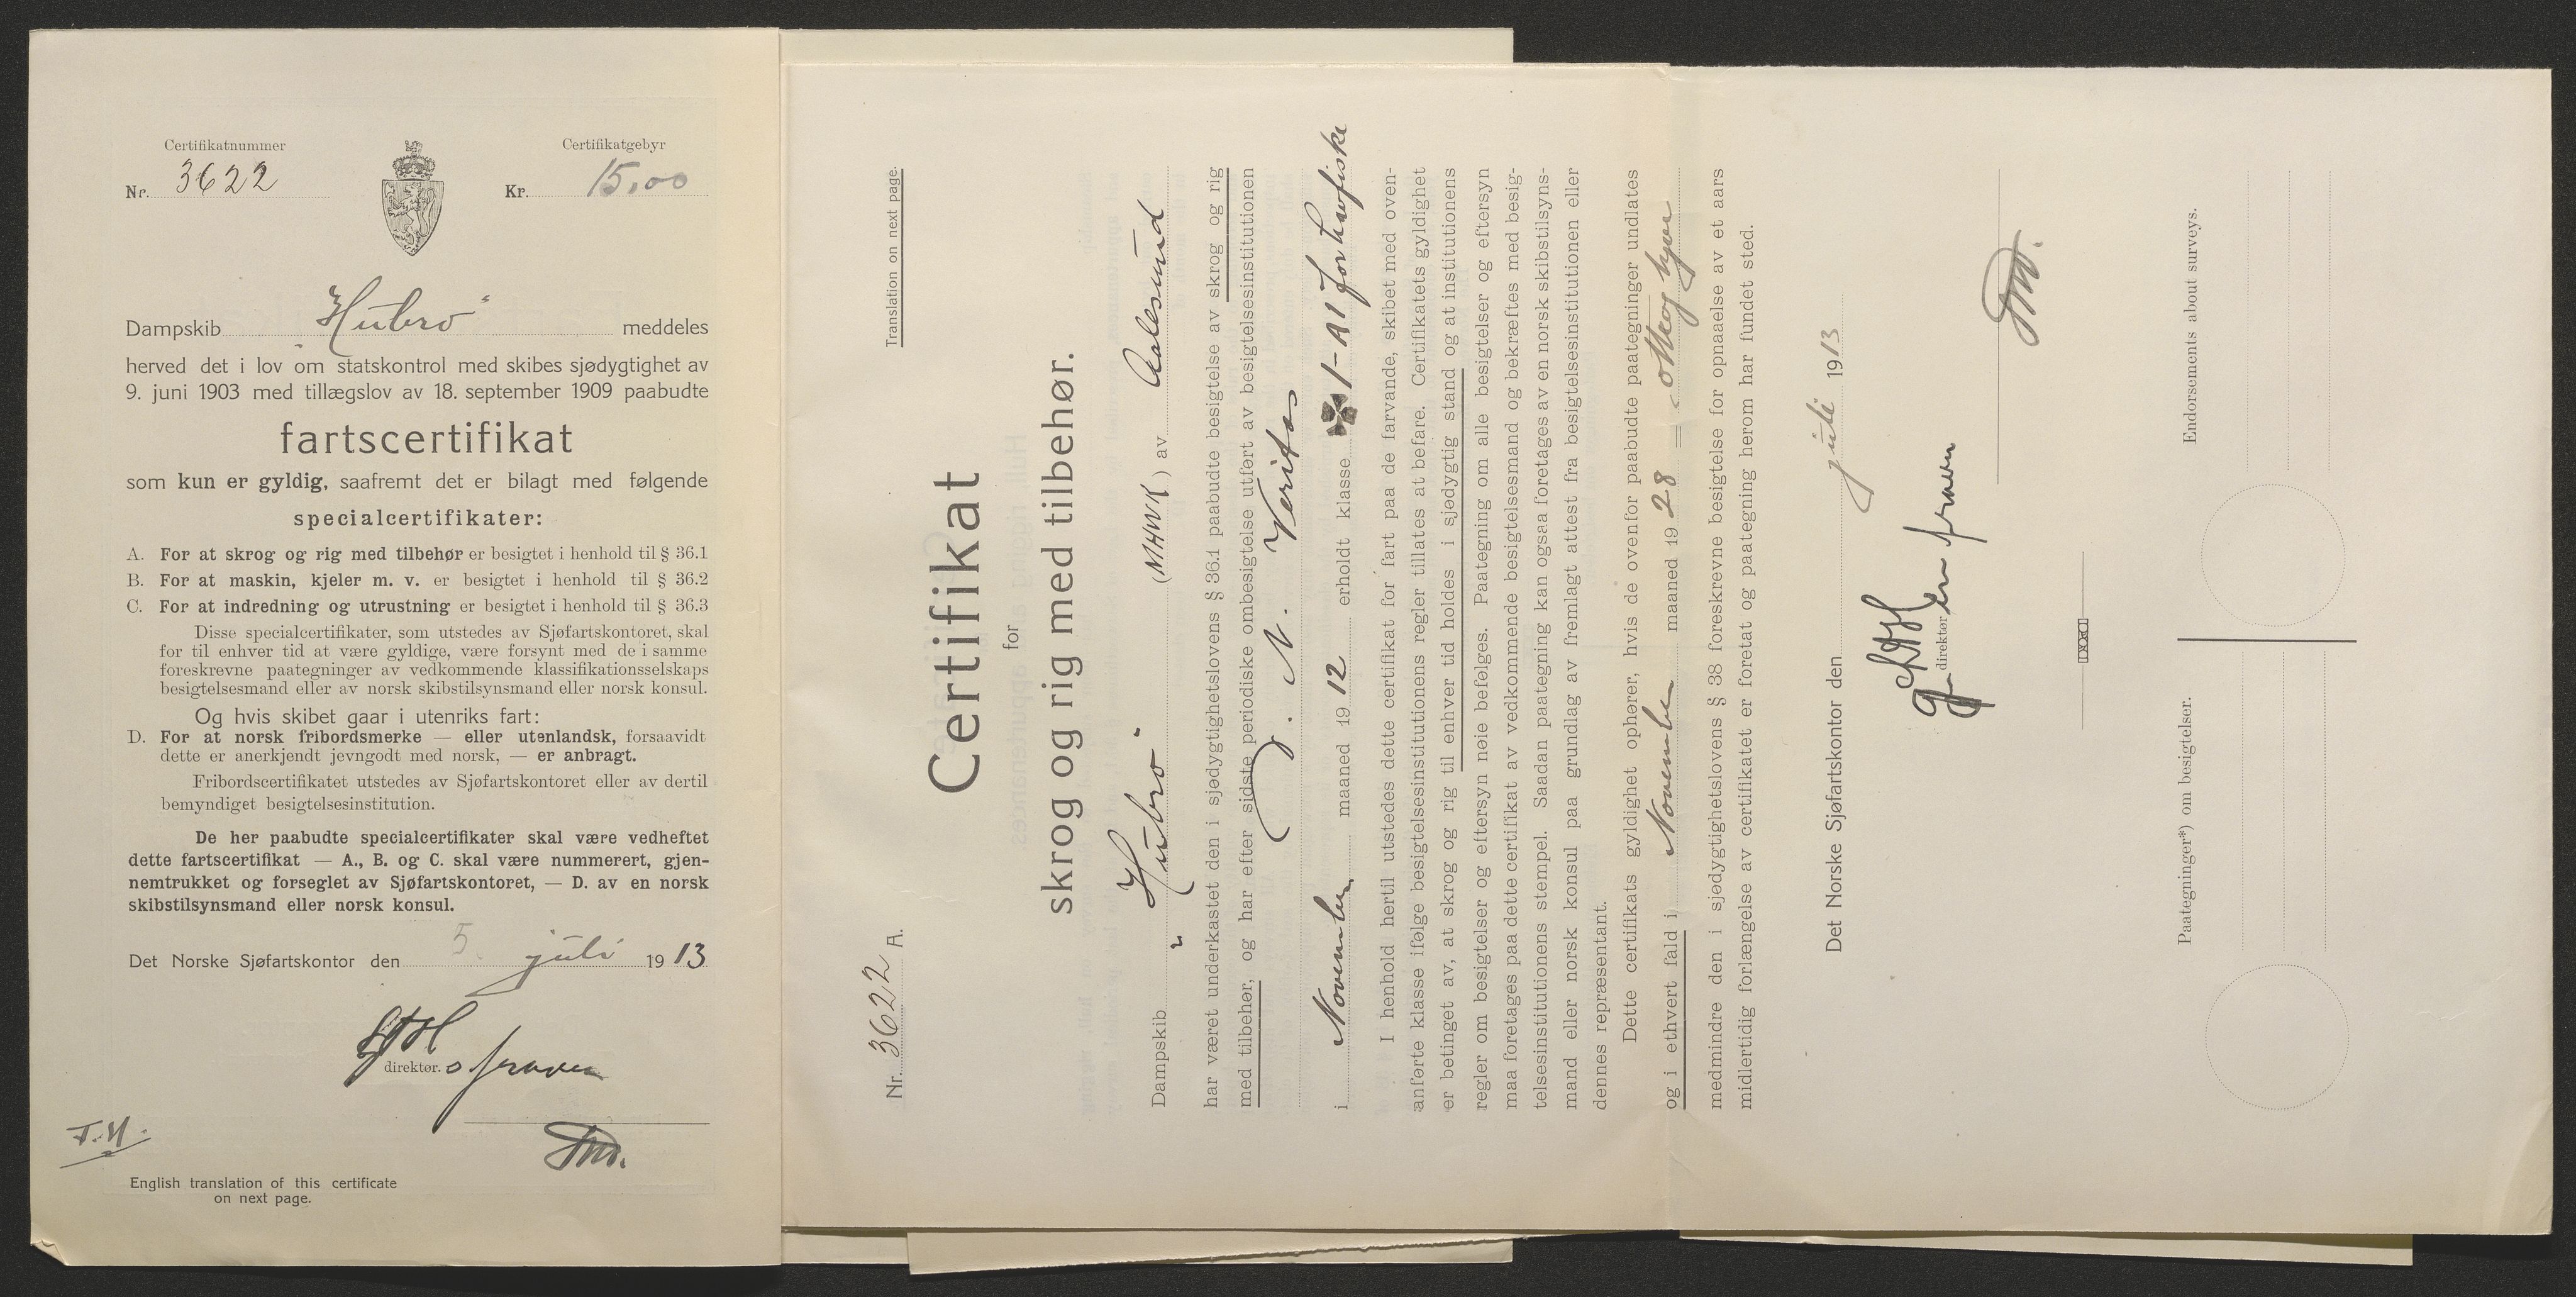 Certifikatnummer
Nr. 3622
Certifikatgebyr
Kr. 15,00
Dampskib "Hubro" meddeles
herved det i lov om statskontrol med skibes sjødygtighet av
9. juni 1903 med tillægslov av 18. september 1909 paabudte
fartscertifikat
som kun er gyldig, saafremt det er bilagt med følgende
specialcertifikater:
A. For at skrog og rig med tilbehør er besigtet i henhold til § 36.1
B. For at maskin, kjeler m. v. er besigtet i henhold til § 36.2
C. For at indredning og utrustning er besigtet i henhold til § 36.3
Disse specialcertifikater, som utstedes av Sjøfartskontoret, skal
for til enhver tid at være gyldige, være forsynt med de i samme
foreskrevne paategninger av vedkommende klassifikationsselskaps
besigtelsesmand eller av norsk skibstilsynsmand eller norsk konsul.
Og hvis skibet gaar i utenriks fart:
D. For at norsk fribordsmerke — eller utenlandsk, forsaavidt
dette er anerkjendt jevngodt med norsk, — er anbragt.
Fribordscertifikatet utstedes av Sjøfartskontoret eller av dertil
bemyndiget besigtelsesinstitution.
De her paabudte specialcertifikater skal være vedheftet
dette fartscertifikat — A., B. og C. skal være nummerert, gjen-
nemtrukket og forseglet av Sjøfartskontoret, — D. av en norsk
skibstilsynsmand eller norsk konsul.
Det Norske Sjøfartskontor den 5. juli 1913
direktør.
T.H.
English translation of this certificate
on next page.
Nr. 3622 A.
Translation on next page.
Certifikat
for
skrog og rig med tilbehør.
Dampskib "Hubro" (MHWK) av Aalesund
har været underkastet den i sjødygtighetslovens § 36.1 paabudte besigtelse av skrog og rig
med tilbehør, og har efter sidste periodiske ombesigtelse utført av besigtelsesinstitutionen
D. N. Veritas
i November maaned 1912 erholdt klasse 1-A1 for havfiske
I henhold hertil utstedes dette certifikat for fart paa de farvande, skibet med oven-
anførte klasse ifølge besigtelsesinstitutionens regler tillates at befare. Certifikatets gyldighet
er betinget av, at skrog og rig til enhver tid holdes i sjødygtig stand og at institutionens
regler om besigtelser og eftersyn nøie befølges. Paategning om alle besigtelser og eftersyn
maa foretages paa dette certifikat av vedkommende besigtelsesmand og bekræftes med besig-
telsesinstitutionens stempel. Saadan paategning kan ogsaa foretages av en norsk skibstilsyns-
mand eller norsk konsul paa grundlag av fremlagt attest fra besigtelsesinstitutionen eller
dennes repræsentant.
Dette certifikats gyldighet ophører, hvis de ovenfor paabudte paategninger undlates
og i ethvert fald i November maaned 1928
medmindre den i sjødygtighetslovens § 38 foreskrevne besigtelse for opnaaelse av et aars
midlertidig forlængelse av certifikatet er foretat og paategning herom har fundet sted.
Det Norske Sjøfartskontor den juli 1913
direktør
Paategninger*) om besigtelser.
Endorsements about surveys.